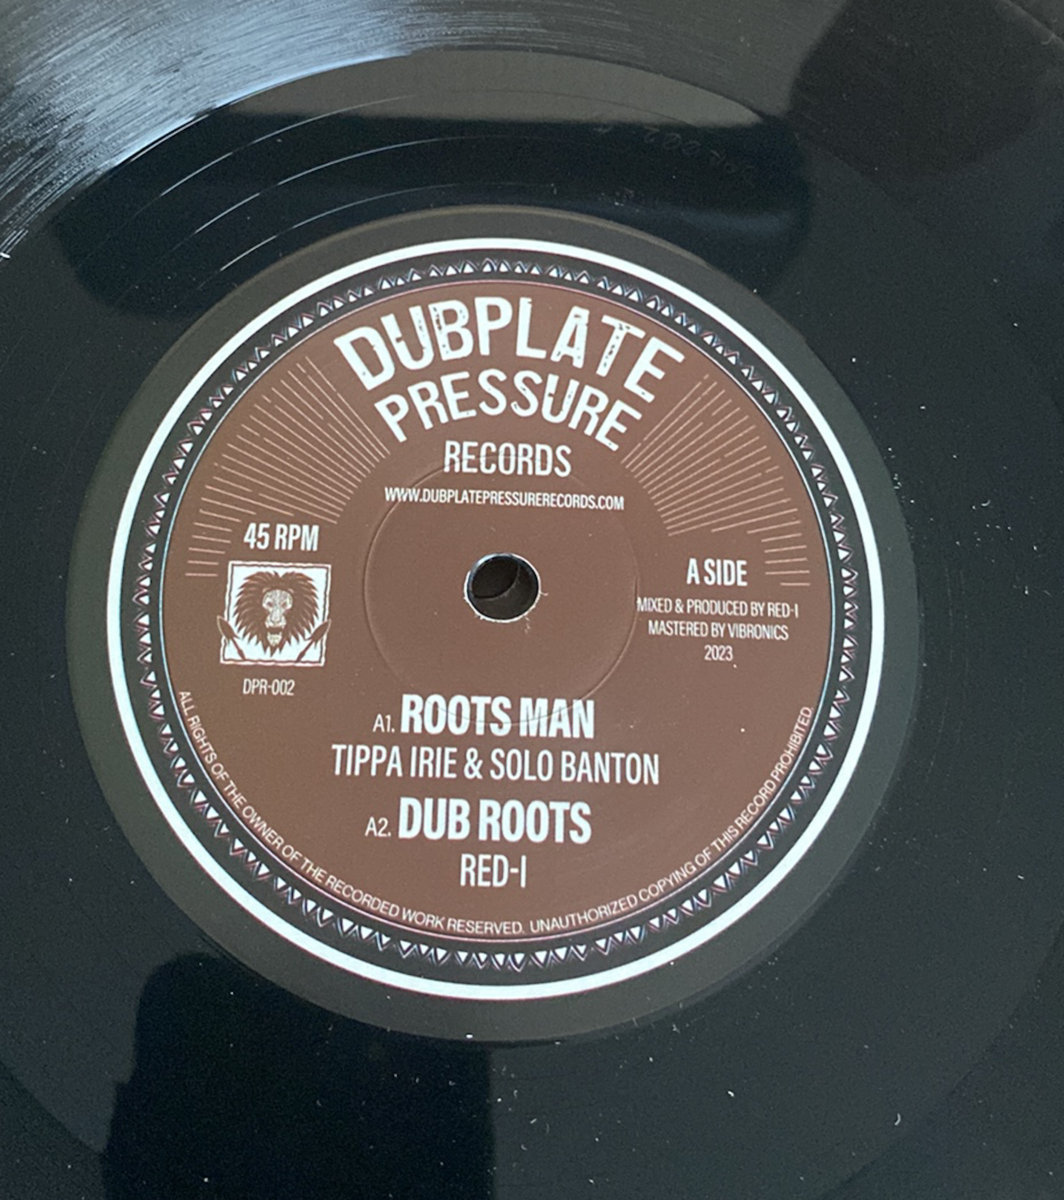 DUBPLATE
PRESSURE
RECORDS
WWW.DUBPLATEPRESSURERECORDS.COM
45 RPM
DPR-002
A SIDE
MIXED & PRODUCED BY RED-I
MASTERED BY VIBRONICS
2023
A1. ROOTS MAN
TIPPA IRIE & SOLO BANTON
A2. DUB ROOTS
RED-I
ALL RIGHTS OF THE OWNER OF THE RECORDED WORK RESERVED. UNAUTHORIZED COPYING OF THIS RECORD PROHIBITED.